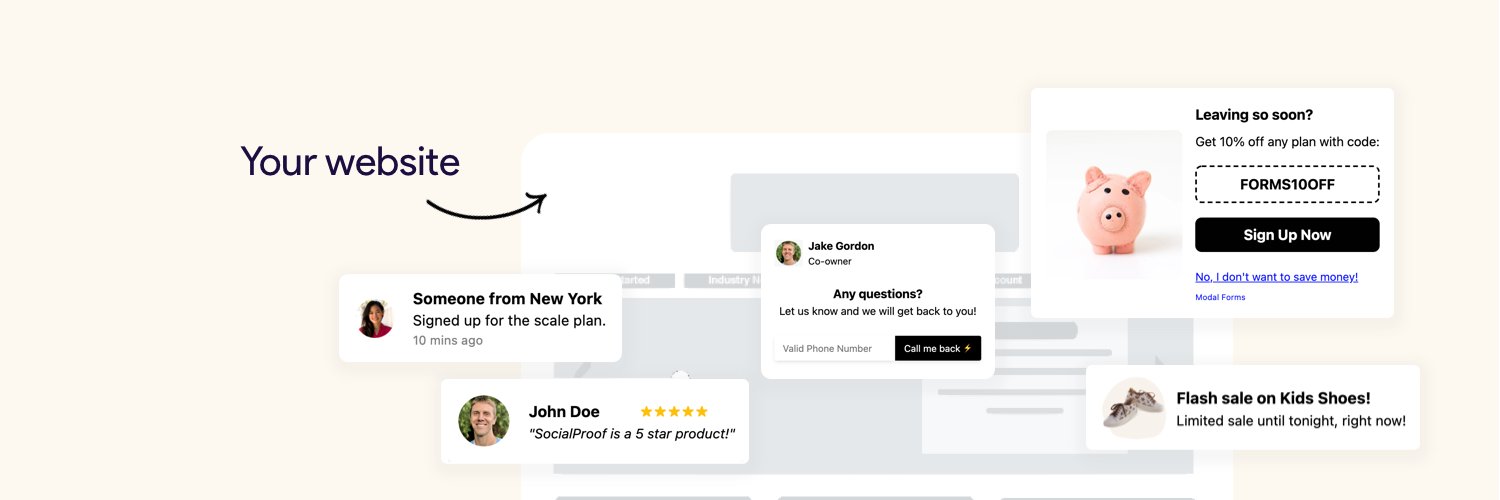 Your website
Leaving so soon?
Get 10% off any plan with code:
FORMS10OFF
Sign Up Now
No, I don't want to save money!
Modal Forms
Jake Gordon
Co-owner
Any questions?
Let us know and we will get back to you!
Valid Phone Number
Call me back ⚡
Industry
Someone from New York
Signed up for the scale plan.
10 mins ago
John Doe
★★★★★
"SocialProof is a 5 star product!"
Flash sale on Kids Shoes!
Limited sale until tonight, right now!